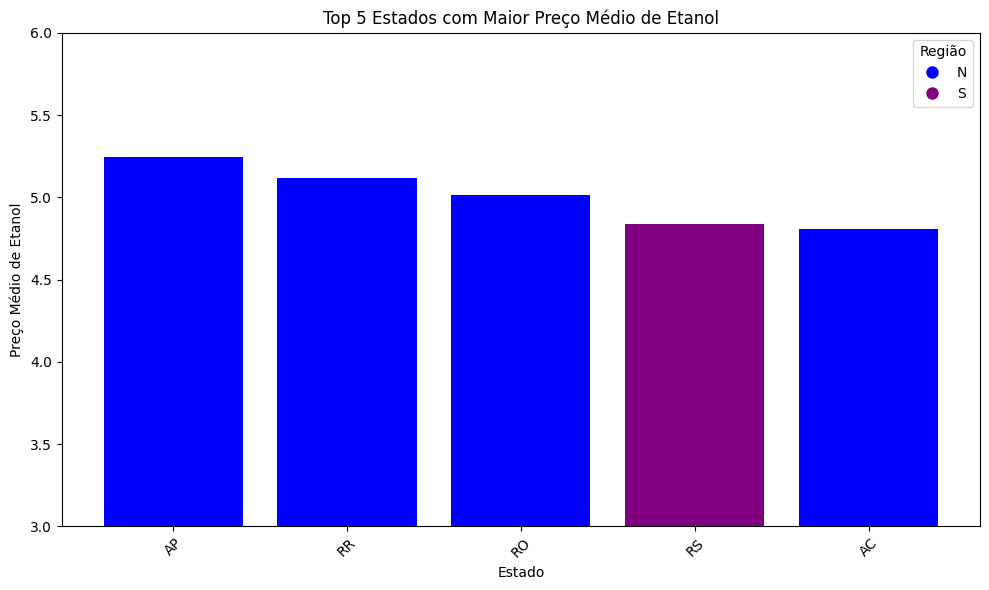 Top 5 Estados com Maior Preço Médio de Etanol
Região
N
S
Preço Médio de Etanol
6.0
5.5
5.0
4.5
4.0
3.5
3.0
AP
RR
RO
RS
AC
Estado